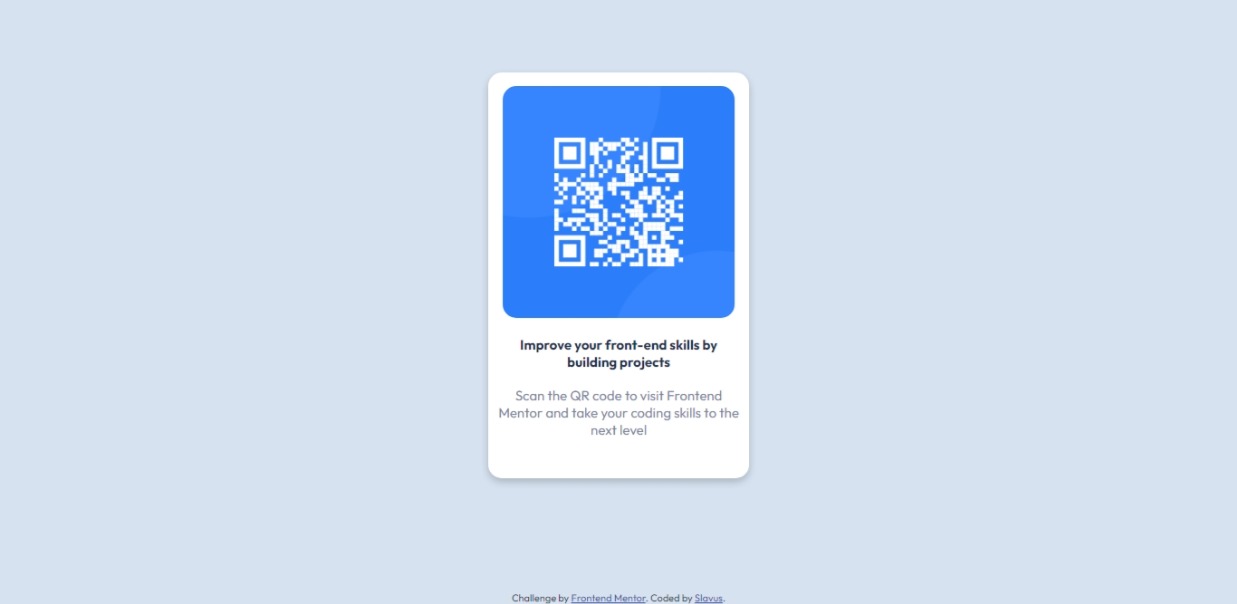 Improve your front-end skills by
building projects
Scan the QR code to visit Frontend
Mentor and take your coding skills to the
next level
Challenge by Frontend Mentor. Coded by Slavus.